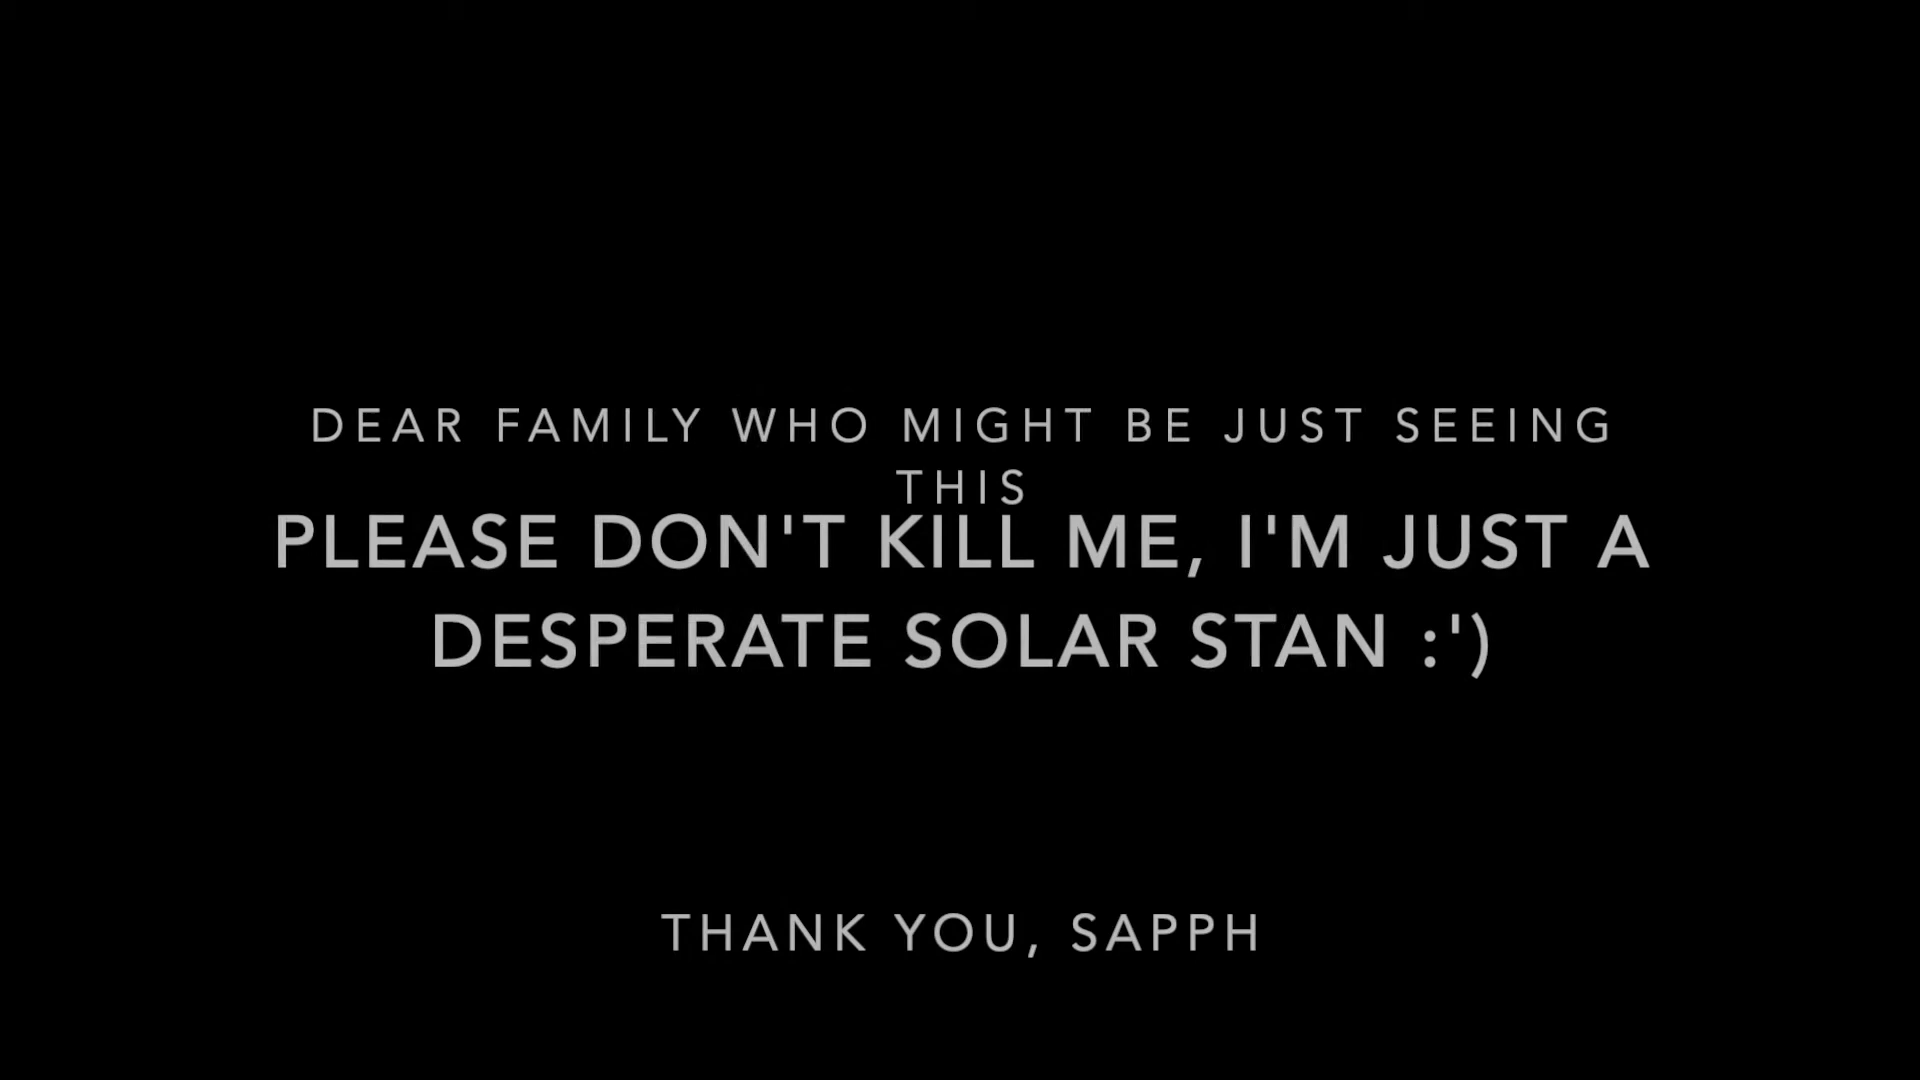 DEAR FAMILY WHO MIGHT BE JUST SEEING
THIS
PLEASE DON'T KILL ME, I'M JUST A
DESPERATE SOLAR STAN :')
THANK YOU, SAPPH